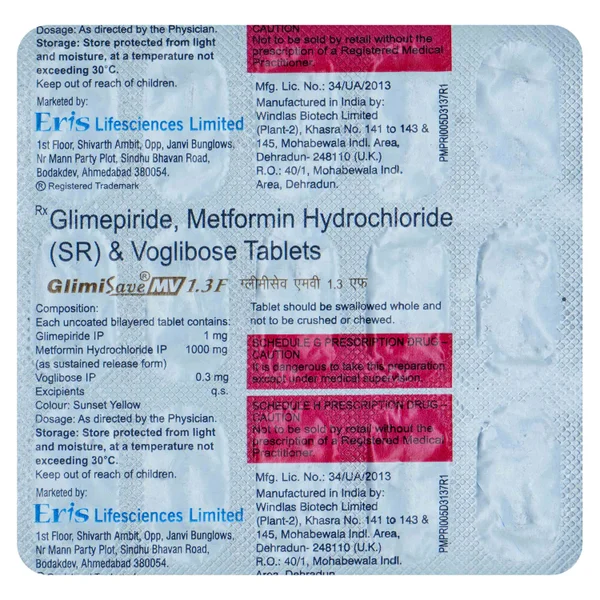 Dosage: As directed by the Physician.
Storage: Store protected from light
and moisture, at a temperature not
exceeding 30°C.
Keep out of reach of children.
Marketed by:
Eris Lifesciences Limited
1st Floor, Shivarth Ambit, Opp, Janvi Bunglows,
Nr Mann Party Plot, Sindhu Bhavan Road,
Bodakdev, Ahmedabad 380054.
® Registered Trademark
CAUTION
Not to be sold by retail without the
prescription of a Registered Medical
Practitioner.
Mfg. Lic. No.: 34/UA/2013
Manufactured in India by:
Windlas Biotech Limited
(Plant-2), Khasra No. 141 to 143 &
145, Mohabewala Indl. Area,
Dehradun- 248110 (U.K.)
R.O.: 40/1, Mohabewala Indl.
Area, Dehradun.
PMPRI005D3137R1
Rx Glimepiride, Metformin Hydrochloride
(SR) & Voglibose Tablets
GlimiSave® MV 1.3F ग्लीमीसेव एमवी 1.3 एफ
Composition:
Each uncoated bilayered tablet contains:
Glimepiride IP 1 mg
Metformin Hydrochloride IP 1000 mg
(as sustained release form)
Voglibose IP 0.3 mg
Excipients q.s.
Colour: Sunset Yellow
Dosage: As directed by the Physician.
Storage: Store protected from light
and moisture, at a temperature not
exceeding 30°C.
Keep out of reach of children.
Marketed by:
Eris Lifesciences Limited
1st Floor, Shivarth Ambit, Opp, Janvi Bunglows,
Nr Mann Party Plot, Sindhu Bhavan Road,
Bodakdev, Ahmedabad 380054.
Tablet should be swallowed whole and
not to be crushed or chewed.
SCHEDULE G PRESCRIPTION DRUG –
CAUTION
It is dangerous to take this preparation
except under medical supervision.
SCHEDULE H PRESCRIPTION DRUG –
CAUTION
Not to be sold by retail without the
prescription of a Registered Medical
Practitioner.
Mfg. Lic. No.: 34/UA/2013
Manufactured in India by:
Windlas Biotech Limited
(Plant-2), Khasra No. 141 to 143 &
145, Mohabewala Indl. Area,
Dehradun- 248110 (U.K.)
R.O.: 40/1, Mohabewala Indl.
Area, Dehradun.
PMPRI005D3137R1